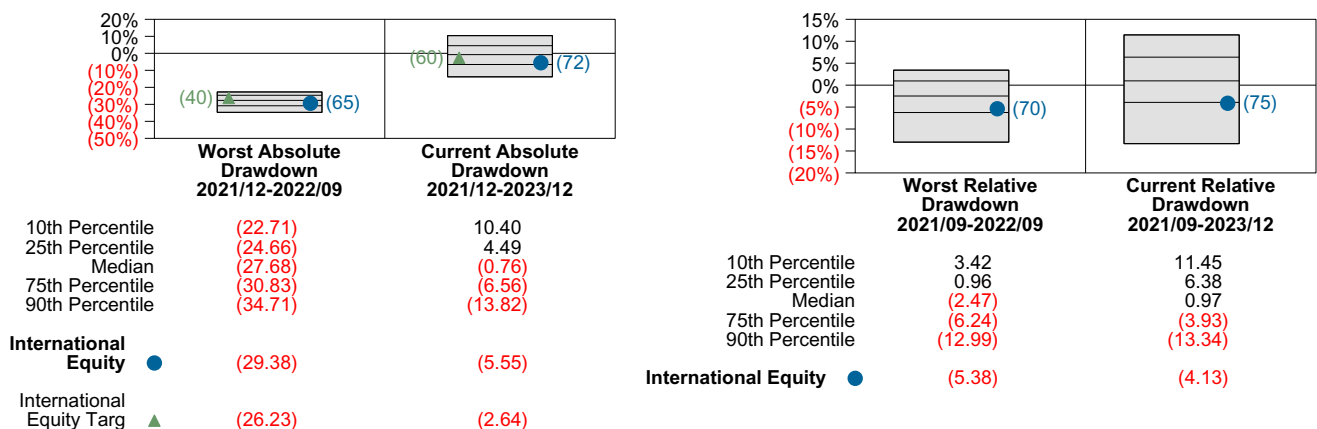 20%
10%
0%
(10%)
(20%)
(30%)
(40%)
(50%)
(40)
(65)
(60)
(72)
Worst Absolute
Drawdown
2021/12-2022/09
Current Absolute
Drawdown
2021/12-2023/12
10th Percentile (22.71) 10.40
25th Percentile (24.66) 4.49
Median (27.68) (0.76)
75th Percentile (30.83) (6.56)
90th Percentile (34.71) (13.82)
International
Equity (29.38) (5.55)
International
Equity Targ (26.23) (2.64)
15%
10%
5%
0%
(5%)
(10%)
(15%)
(20%)
(70)
(75)
Worst Relative
Drawdown
2021/09-2022/09
Current Relative
Drawdown
2021/09-2023/12
10th Percentile 3.42 11.45
25th Percentile 0.96 6.38
Median (2.47) 0.97
75th Percentile (6.24) (3.93)
90th Percentile (12.99) (13.34)
International Equity (5.38) (4.13)